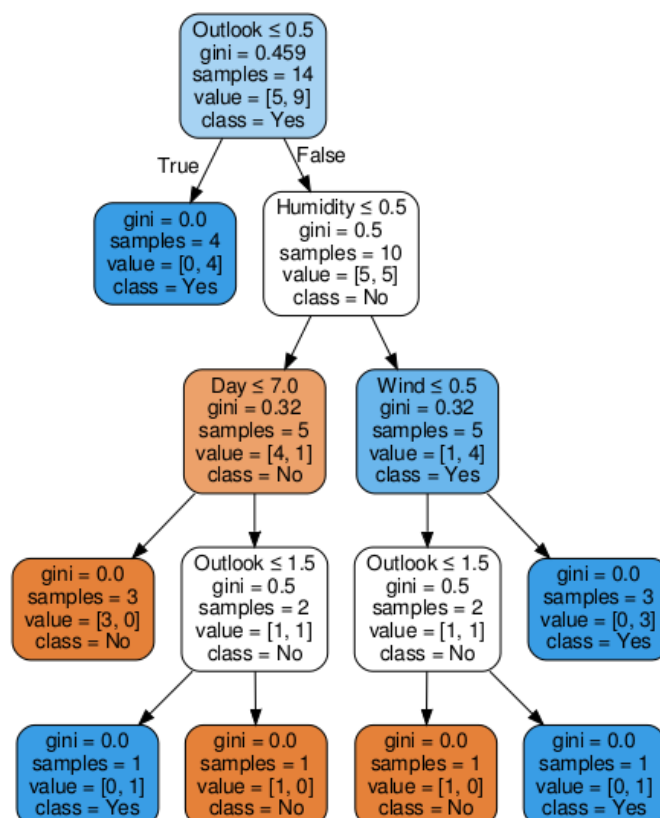 Outlook ≤ 0.5
gini = 0.459
samples = 14
value = [5, 9]
class = Yes
True
False
gini = 0.0
samples = 4
value = [0, 4]
class = Yes
Humidity ≤ 0.5
gini = 0.5
samples = 10
value = [5, 5]
class = No
Day ≤ 7.0
gini = 0.32
samples = 5
value = [4, 1]
class = No
Wind ≤ 0.5
gini = 0.32
samples = 5
value = [1, 4]
class = Yes
gini = 0.0
samples = 3
value = [3, 0]
class = No
Outlook ≤ 1.5
gini = 0.5
samples = 2
value = [1, 1]
class = No
Outlook ≤ 1.5
gini = 0.5
samples = 2
value = [1, 1]
class = No
gini = 0.0
samples = 3
value = [0, 3]
class = Yes
gini = 0.0
samples = 1
value = [0, 1]
class = Yes
gini = 0.0
samples = 1
value = [1, 0]
class = No
gini = 0.0
samples = 1
value = [1, 0]
class = No
gini = 0.0
samples = 1
value = [0, 1]
class = Yes